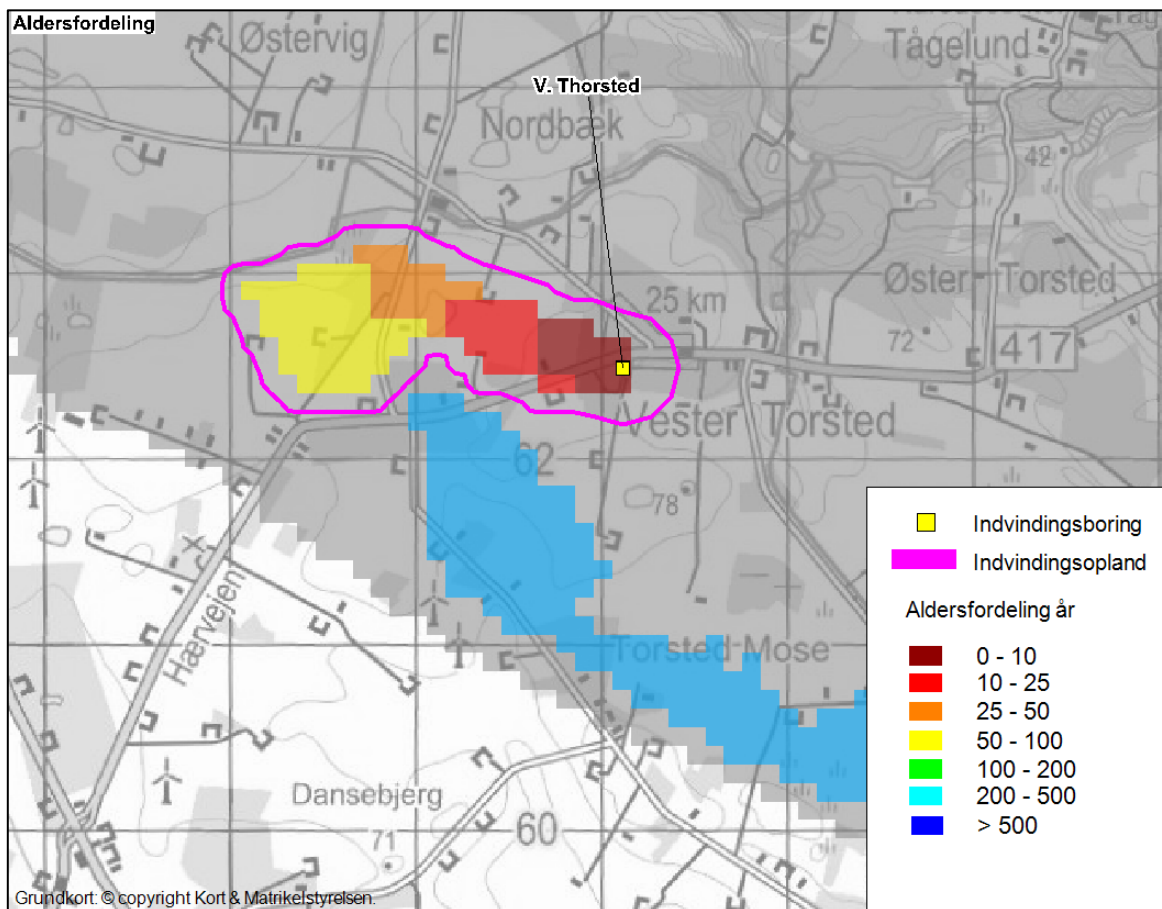 Aldersfordeling
Østervig
Tågelund
V. Thorsted
Nordbæk
42
Øster Torsted
25 km
72
417
Vester Torsted
62
78
Indvindingsboring
Indvindingsopland
Hærvejen
Torsted Mose
Aldersfordeling år
0 - 10
10 - 25
25 - 50
50 - 100
100 - 200
200 - 500
> 500
Dansebjerg
60
71
Grundkort: © copyright Kort & Matrikelstyrelsen.